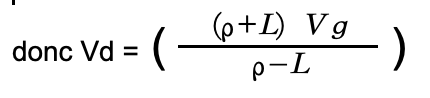 donc Vd = ( (ρ+L) Vg / ρ−L )